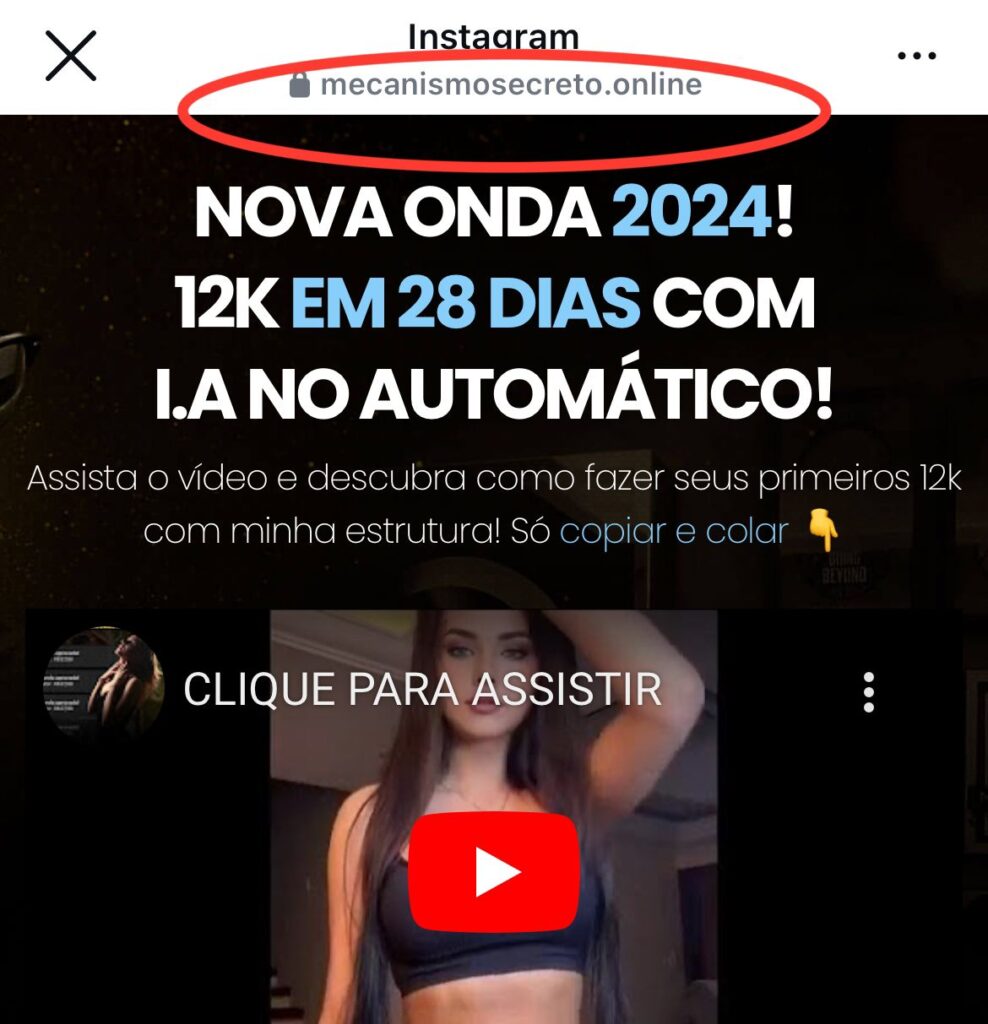 Instagram
mecanismosecreto.online
NOVA ONDA 2024!
12K EM 28 DIAS COM
I.A NO AUTOMÁTICO!
Assista o vídeo e descubra como fazer seus primeiros 12k
com minha estrutura! Só copiar e colar 👇
BEYOND
CLIQUE PARA ASSISTIR